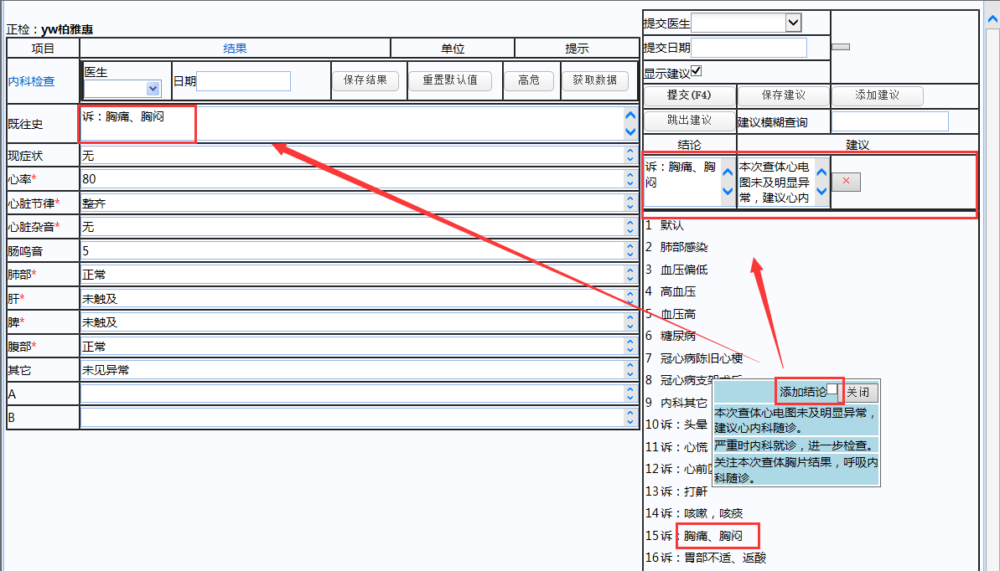 正检：yw柏雅惠
项目 结果 单位 提示
内科检查 医生 日期 保存结果 重置默认值 高危 获取数据
既往史 诉：胸痛、胸闷
现症状 无
心率* 80
心脏节律* 整齐
心脏杂音* 无
肠鸣音 5
肺部* 正常
肝* 未触及
脾* 未触及
腹部* 正常
其它 未见异常
A
B
提交医生
提交日期
显示建议
提交(F4) 保存建议 添加建议
跳出建议 建议模糊查询
结论 建议
诉：胸痛、胸
闷
本次查体心电
图未及明显异
常，建议心内
×
1 默认
2 肺部感染
3 血压偏低
4 高血压
5 血压高
6 糖尿病
7 冠心病陈旧心梗
8 冠心病支架术后
9 内科其它
10 诉：头晕
11 诉：心慌
12 诉：心前
13 诉：打鼾
14 诉：咳嗽，咳痰
15 诉：胸痛、胸闷
16 诉：胃部不适、返酸
添加结论 关闭
本次查体心电图未及明显异常，
建议心内科随诊。
严重时内科就诊，进一步检查。
关注本次查体胸片结果，呼吸内
科随诊。